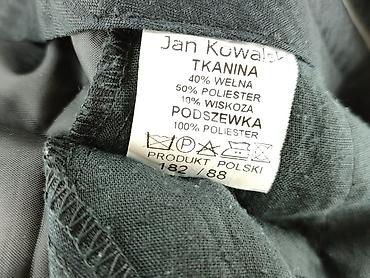 Jan Kowalsk
TKANINA
40% WEŁNA
50% POLIESTER
10% WISKOZA
PODSZEWKA
100% POLIESTER
P
PRODUKT POLSKI
182 / 88